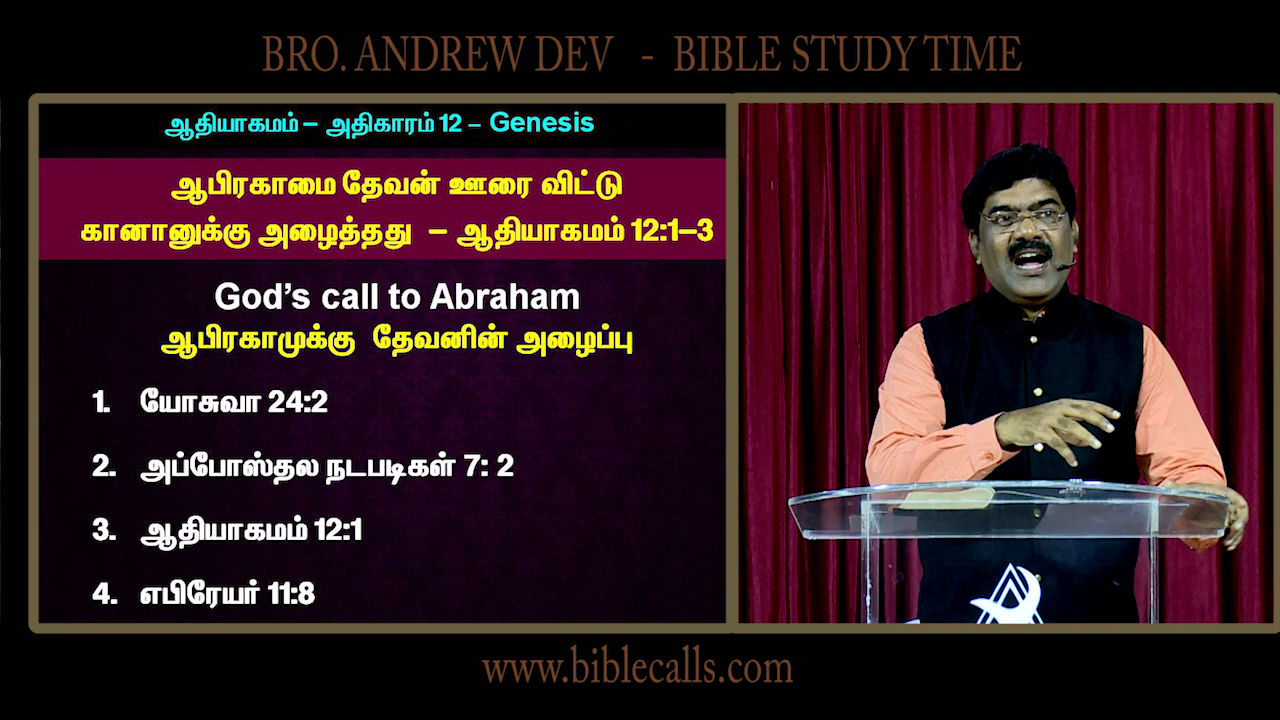 BRO. ANDREW DEV - BIBLE STUDY TIME
ஆதியாகமம் – அதிகாரம் 12 – Genesis
ஆபிரகாமை தேவன் ஊரை விட்டு
கானானுக்கு அழைத்தது – ஆதியாகமம் 12:1–3
God's call to Abraham
ஆபிரகாமுக்கு தேவனின் அழைப்பு
1. யோசுவா 24:2
2. அப்போஸ்தல நடபடிகள் 7: 2
3. ஆதியாகமம் 12:1
4. எபிரேயர் 11:8
www.biblecalls.com